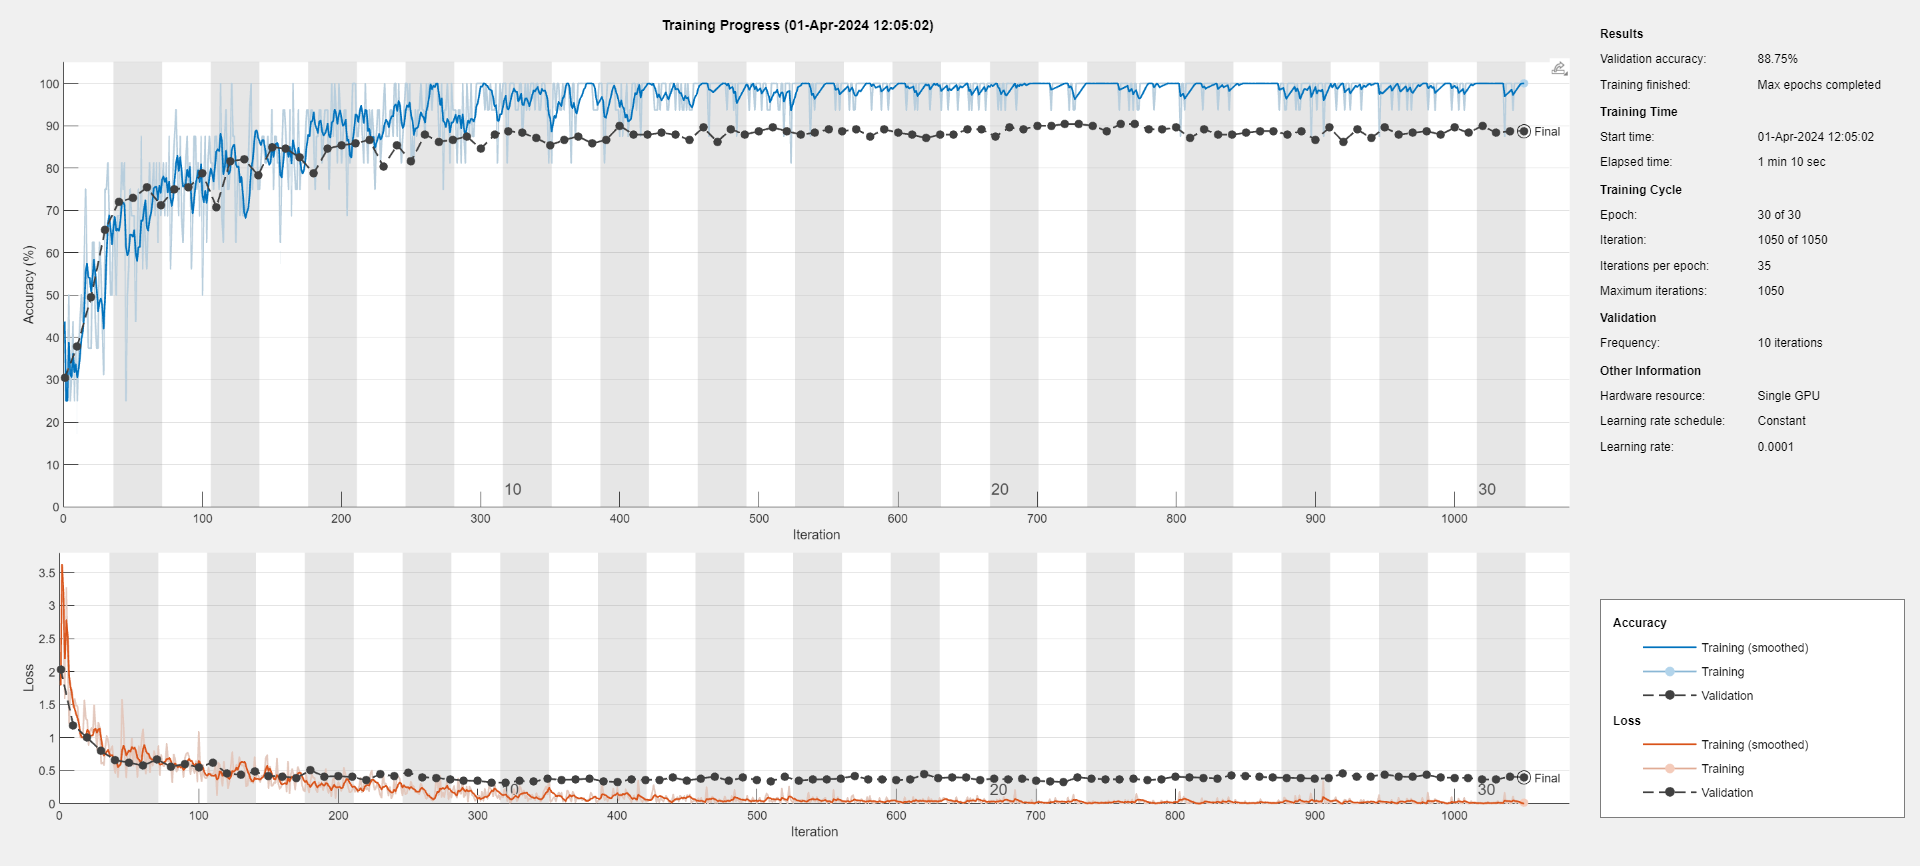 Training Progress (01-Apr-2024 12:05:02)
100
90
80
70
60
50
40
30
20
10
0
Accuracy (%)
10
20
30
Final
0
100
200
300
400
500
600
700
800
900
1000
Iteration
3.5
3
2.5
2
1.5
1
0.5
0
Loss
10
20
30
Final
0
100
200
300
400
500
600
700
800
900
1000
Iteration
Results
Validation accuracy: 88.75%
Training finished: Max epochs completed
Training Time
Start time: 01-Apr-2024 12:05:02
Elapsed time: 1 min 10 sec
Training Cycle
Epoch: 30 of 30
Iteration: 1050 of 1050
Iterations per epoch: 35
Maximum iterations: 1050
Validation
Frequency: 10 iterations
Other Information
Hardware resource: Single GPU
Learning rate schedule: Constant
Learning rate: 0.0001
Accuracy
Training (smoothed)
Training
Validation
Loss
Training (smoothed)
Training
Validation